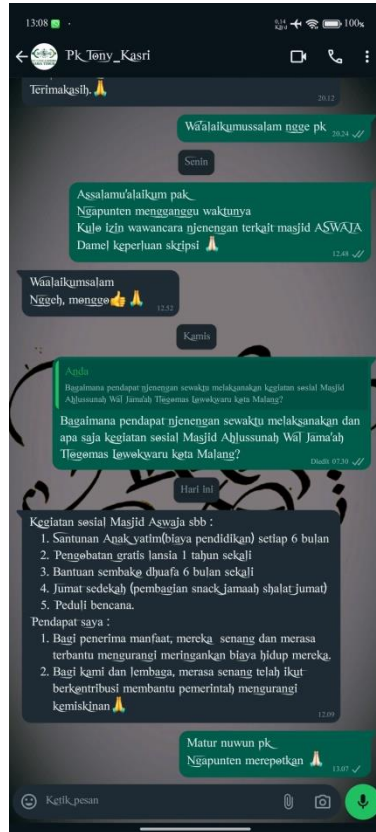 13:08
100%
Pk_Tony_Kasri
Terimakasih.🙏
20.12
Wa'alaikumussalam ngge pk
20.24
Senin
Assalamu'alaikum pak
Ngapunten mengganggu waktunya
Kulo izin wawancara njenengan terkait masjid ASWAJA
Damel keperluan skripsi 🙏🏻
12.48
Waalaikumsalam
Nggeh, monggo👍🙏
12.52
Kamis
Anda
Bagaimana pendapat njenengan sewaktu melaksanakan kegiatan sosial Masjid
Ahlussunah Wal Jama'ah Tlogomas Lowokwaru kota Malang?
Bagaimana pendapat njenengan sewaktu melaksanakan dan
apa saja kegiatan sosial Masjid Ahlussunah Wal Jama'ah
Tlogomas Lowokwaru kota Malang?
Diedit 07.30
Hari ini
Kegiatan sosial Masjid Aswaja sbb :
1. Santunan Anak yatim(biaya pendidikan) setiap 6 bulan
2. Pengobatan gratis lansia 1 tahun sekali
3. Bantuan sembako dhuafa 6 bulan sekali
4. Jumat sedekah (pembagian snack jamaah shalat jumat)
5. Peduli bencana.
Pendapat saya :
1. Bagi penerima manfaat, mereka senang dan merasa
terbantu mengurangi meringankan biaya hidup mereka.
2. Bagi kami dan lembaga, merasa senang telah ikut
berkontribusi membantu pemerintah mengurangi
kemiskinan🙏
12.09
Matur nuwun pk
Ngapunten merepotkan 🙏🏻
13.07
Ketik pesan